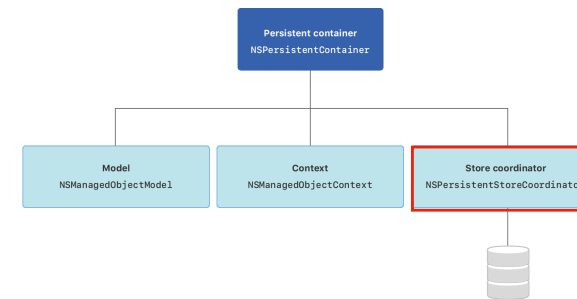 Persistent container
NSPersistentContainer
Model
NSManagedObjectModel
Context
NSManagedObjectContext
Store coordinator
NSPersistentStoreCoordinato